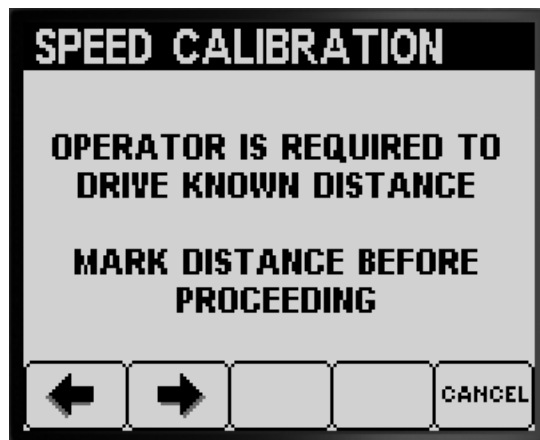 SPEED CALIBRATION
OPERATOR IS REQUIRED TO
DRIVE KNOWN DISTANCE
MARK DISTANCE BEFORE
PROCEEDING
CANCEL